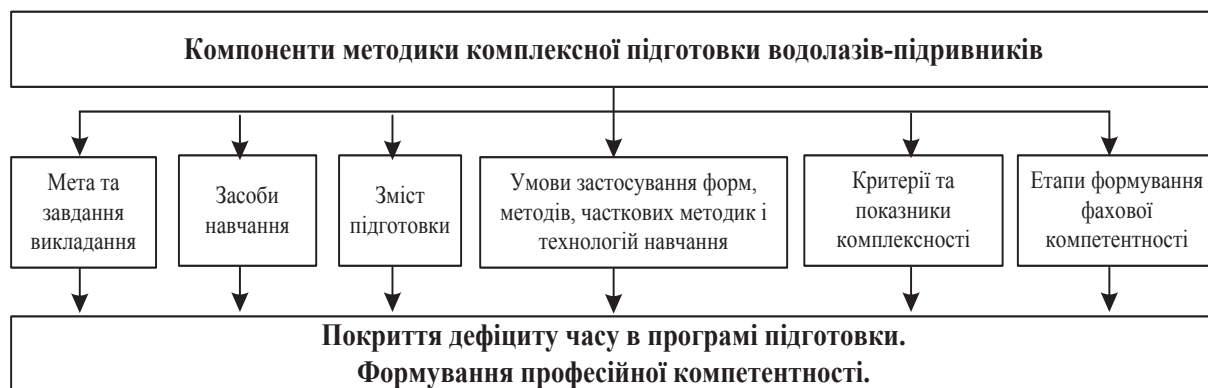 Компоненти методики комплексної підготовки водолазів-підривників
Мета та
завдання
викладання
Засоби
навчання
Зміст
підготовки
Умови застосування форм,
методів, часткових методик і
технологій навчання
Критерії та
показники
комплексності
Етапи формування
фахової
компетентності
Покриття дефіциту часу в програмі підготовки.
Формування професійної компетентності.